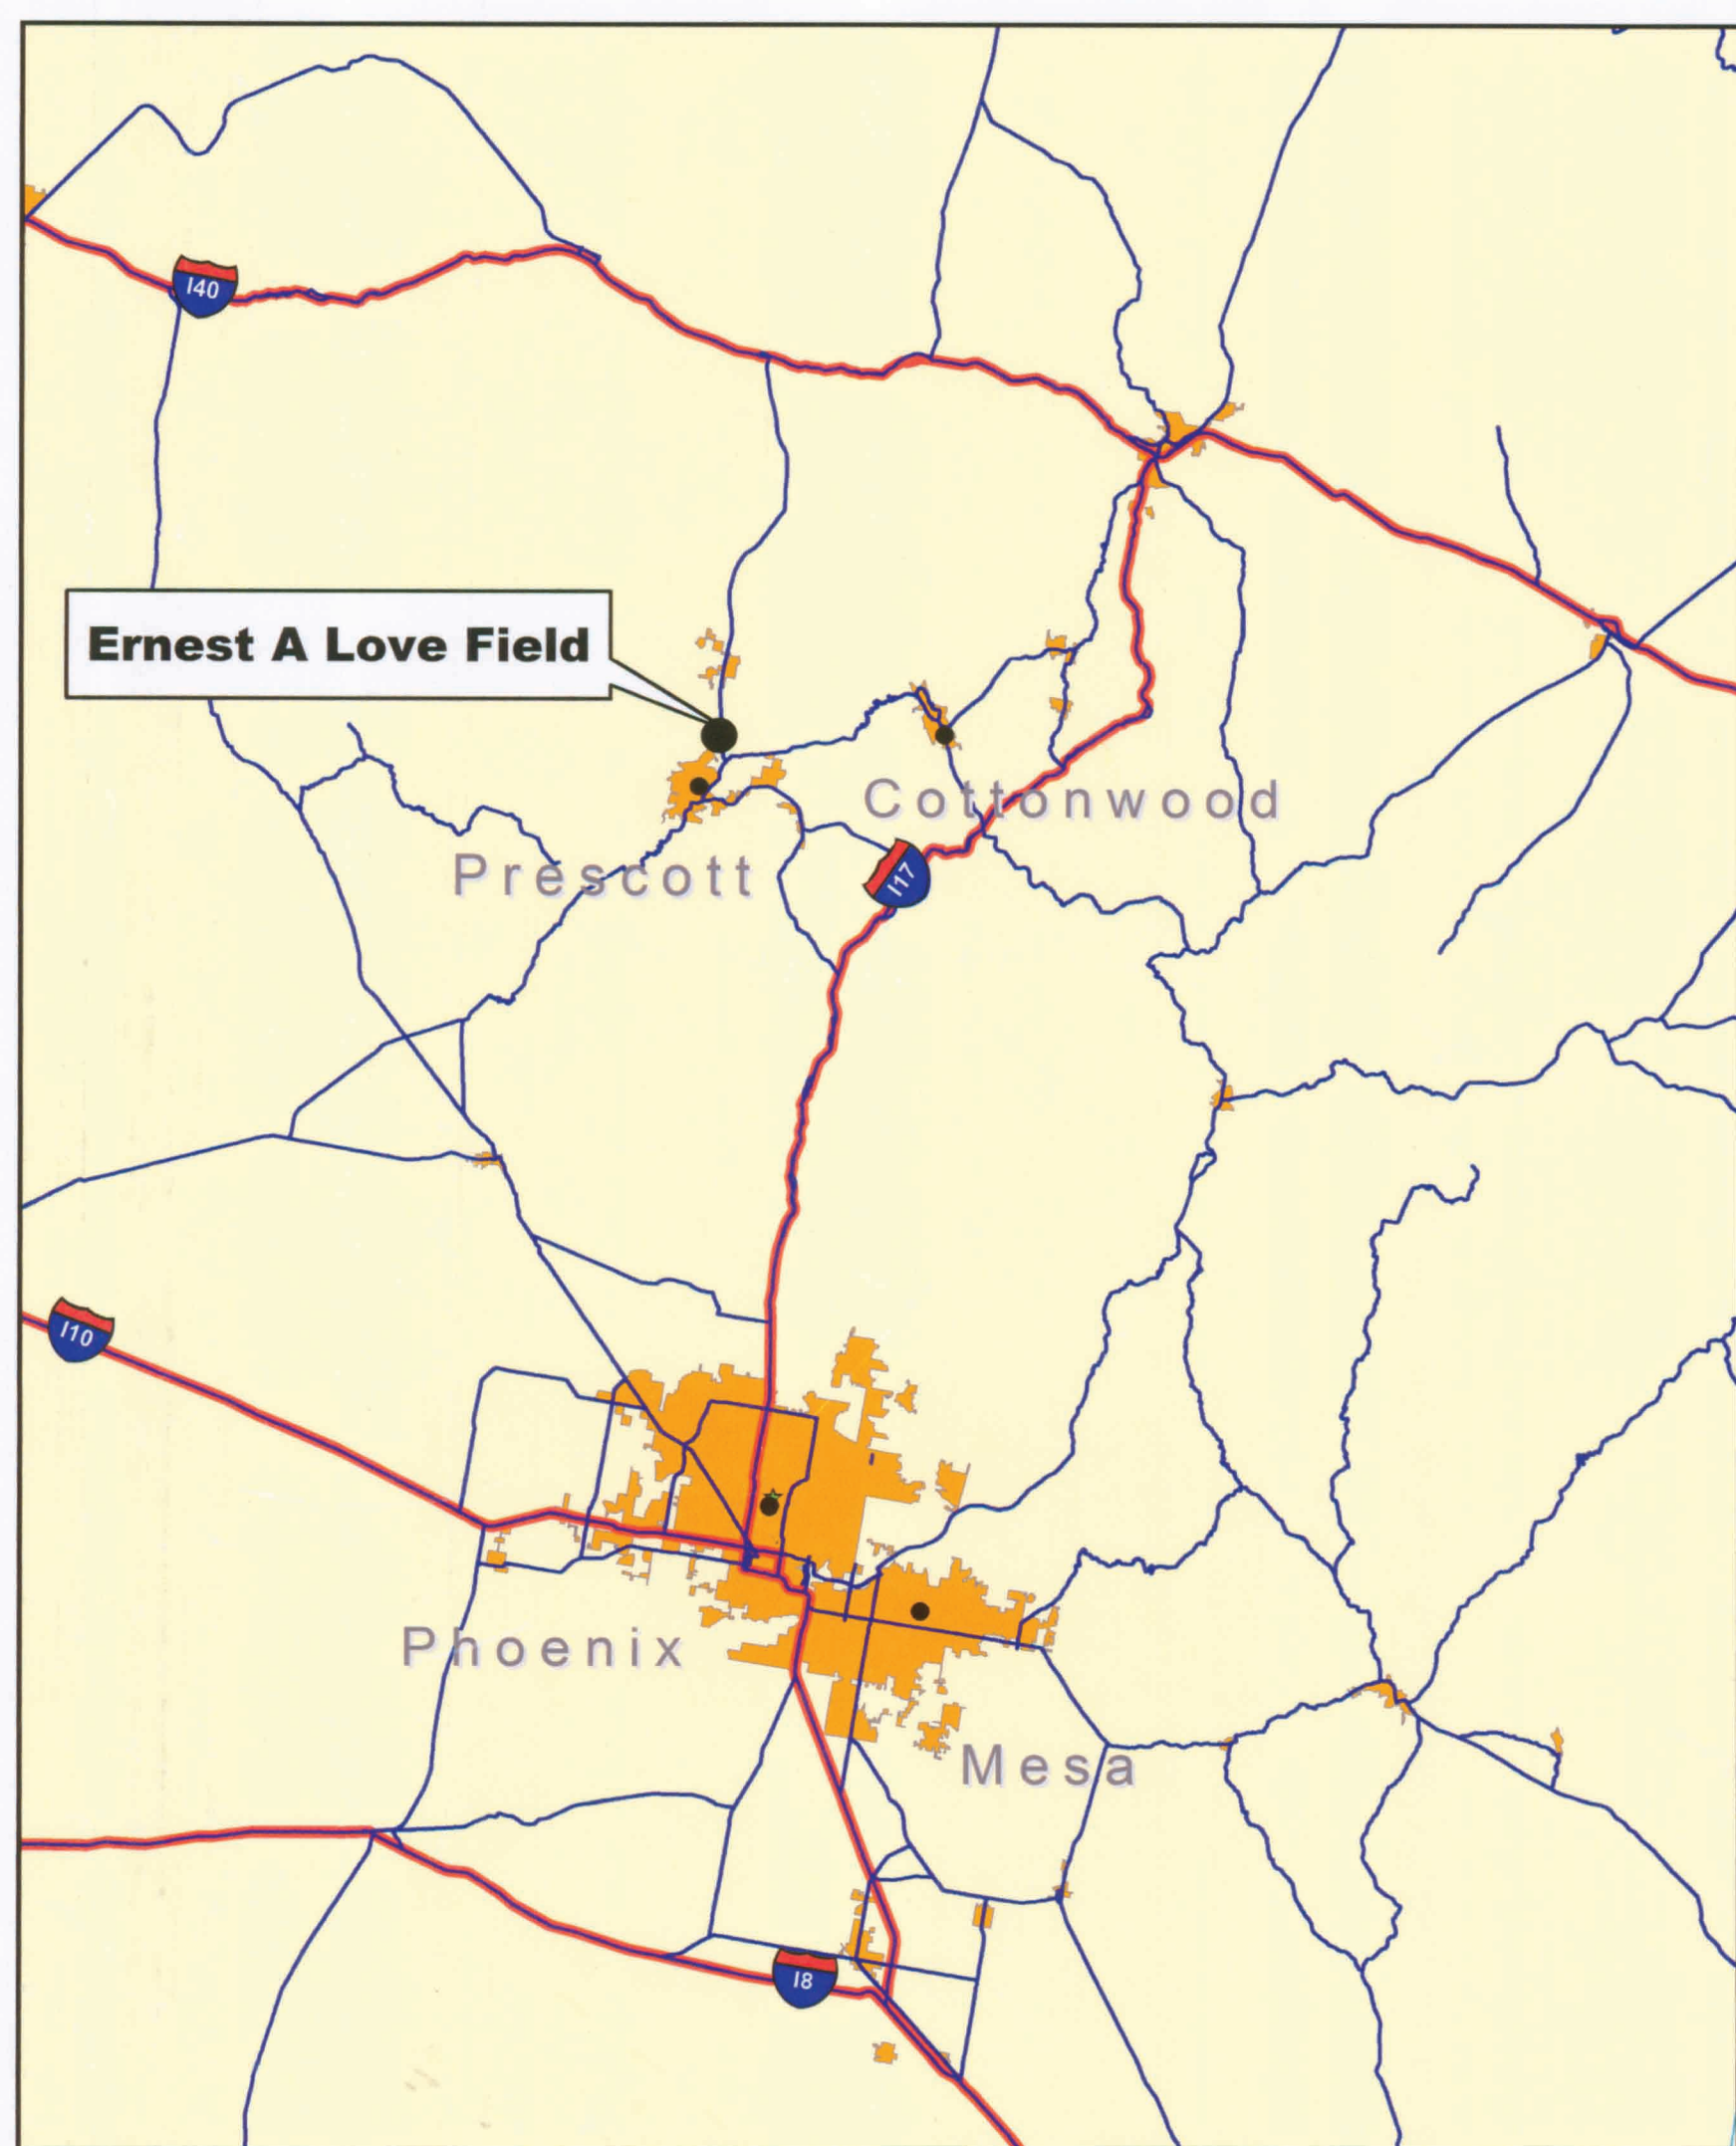 I40
Ernest A Love Field
Cottonwood
Prescott
I17
I10
Phoenix
Mesa
I8